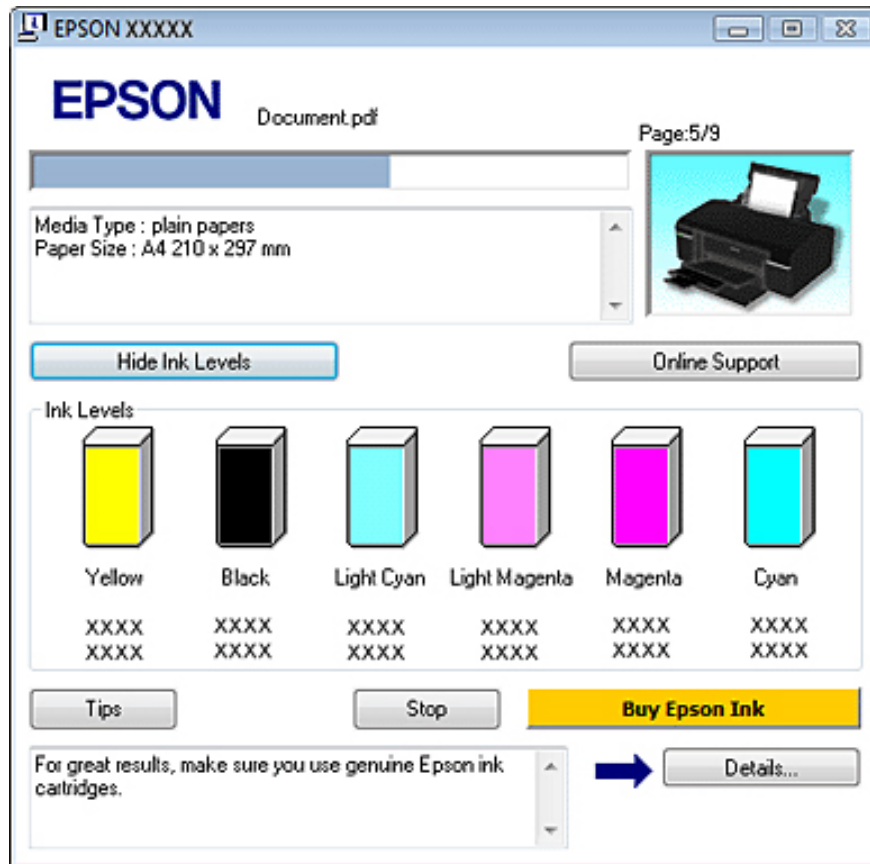 EPSON XXXXX
EPSON
Document.pdf
Page:5/9
Media Type : plain papers
Paper Size : A4 210 x 297 mm
Hide Ink Levels
Online Support
Ink Levels
Yellow Black Light Cyan Light Magenta Magenta Cyan
XXXX XXXX XXXX XXXX XXXX XXXX
XXXX XXXX XXXX XXXX XXXX XXXX
Tips
Stop
Buy Epson Ink
For great results, make sure you use genuine Epson ink
cartridges.
Details...